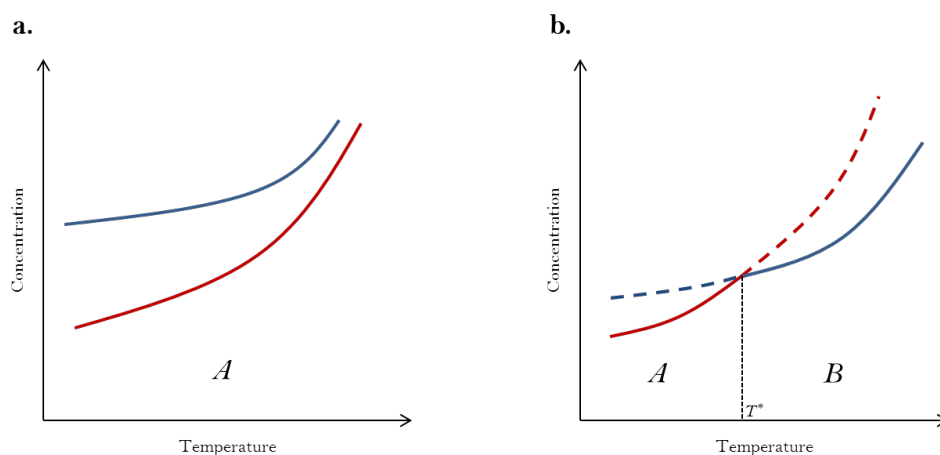 a.
Concentration
A
Temperature
b.
Concentration
A
B
T*
Temperature